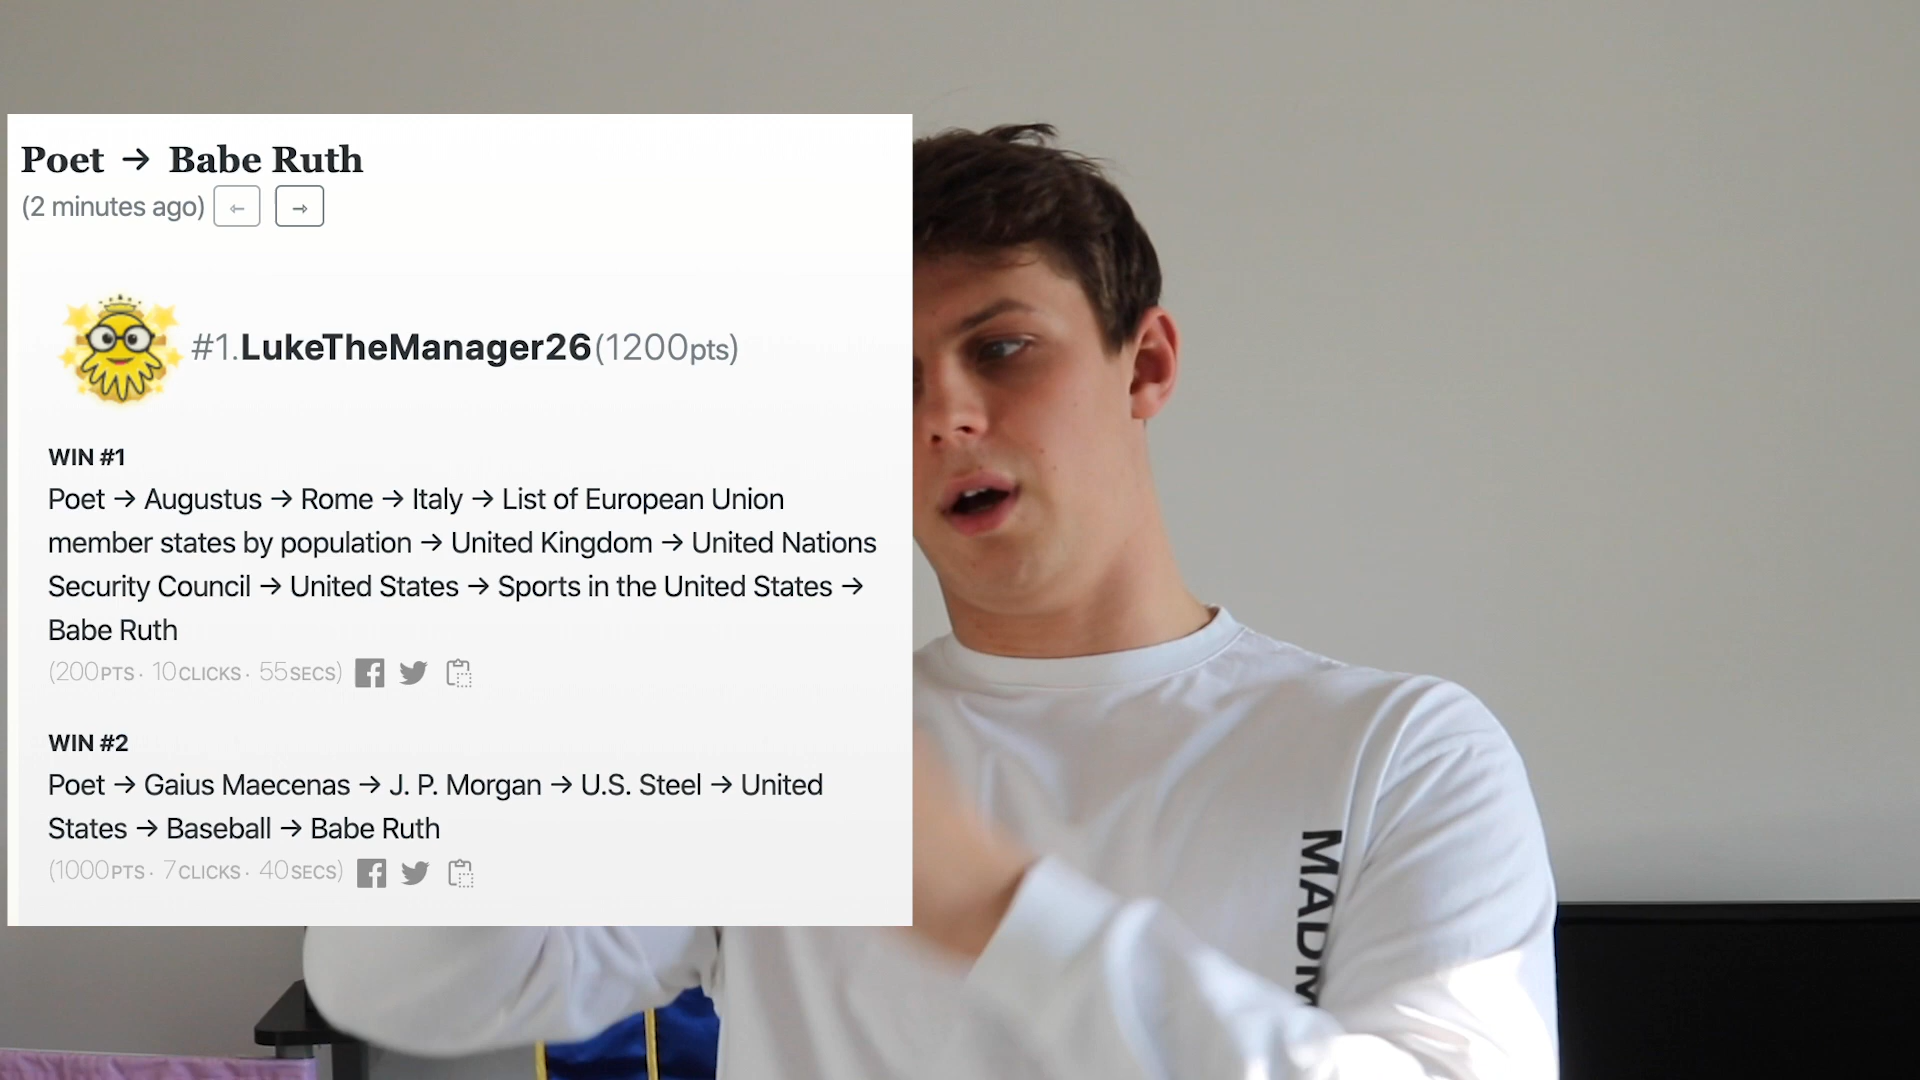 Poet → Babe Ruth
(2 minutes ago) ← →
#1.LukeTheManager26(1200pts)
WIN #1
Poet → Augustus → Rome → Italy → List of European Union
member states by population → United Kingdom → United Nations
Security Council → United States → Sports in the United States →
Babe Ruth
(200PTS · 10CLICKS · 55SECS)
WIN #2
Poet → Gaius Maecenas → J. P. Morgan → U.S. Steel → United
States → Baseball → Babe Ruth
(1000PTS · 7CLICKS · 40SECS)
MADM